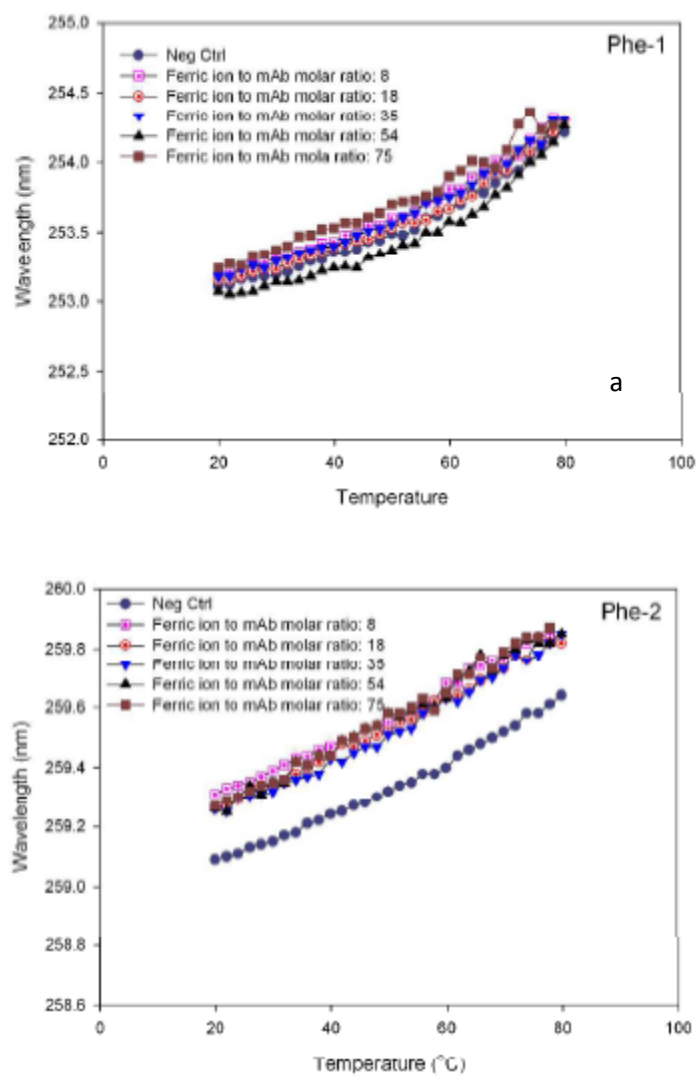 255.0
Phe-1
Neg Ctrl
Ferric ion to mAb molar ratio: 8
254.5
Ferric ion to mAb molar ratio: 18
Ferric ion to mAb molar ratio: 35
Ferric ion to mAb molar ratio: 54
254.0
Ferric ion to mAb mola ratio: 75
Wavelength (nm)
253.5
253.0
252.5
a
252.0
0 20 40 60 80 100
Temperature
260.0
Neg Ctrl
Phe-2
Ferric ion to mAb molar ratio: 8
259.8
Ferric ion to mAb molar ratio: 18
Ferric ion to mAb molar ratio: 35
Ferric ion to mAb molar ratio: 54
259.6
Ferric ion to mAb molar ratio: 75
Wavelength (nm)
259.4
259.2
259.0
258.8
258.6
0 20 40 60 80 100
Temperature (°C)